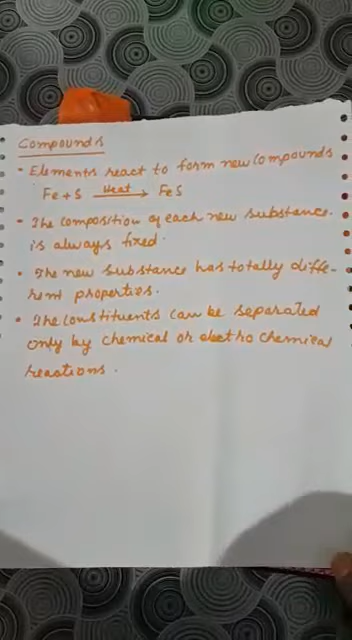 Compounds
• Elements react to form new compounds
Fe + S Heat → FeS
• The composition of each new substance
is always fixed.
• The new substance has totally diffe-
rent properties.
• The constituents can be separated
only by chemical or electro chemical
reactions.